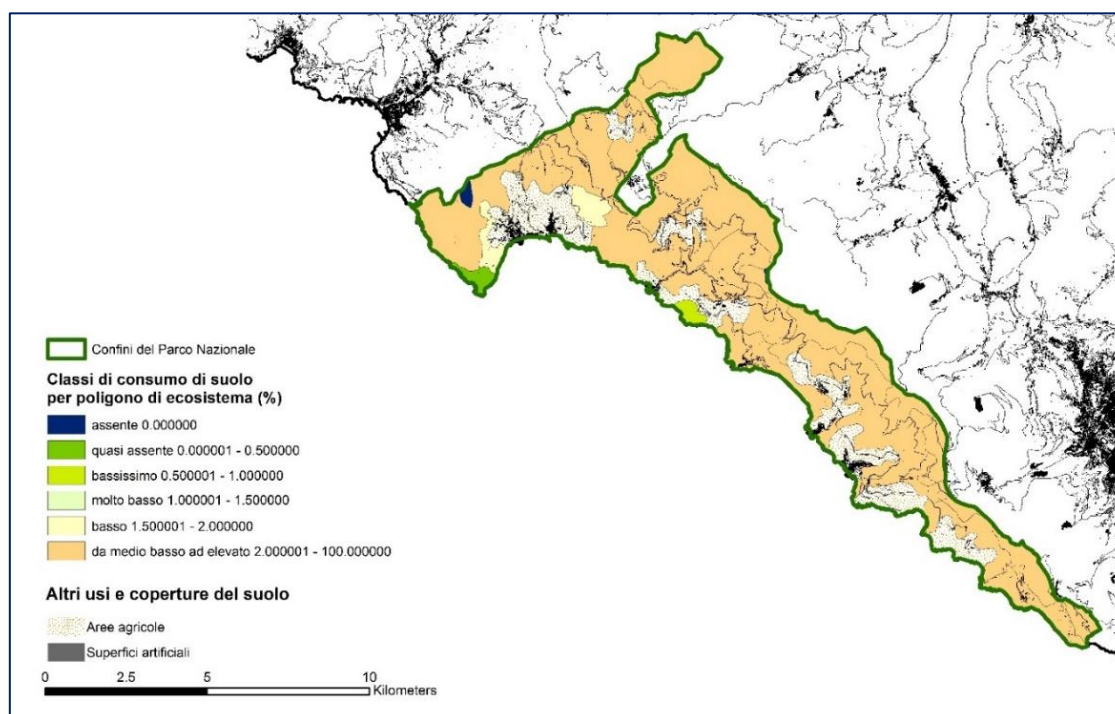 Confini del Parco Nazionale
Classi di consumo di suolo
per poligono di ecosistema (%)
assente 0.000000
quasi assente 0.000001 - 0.500000
bassissimo 0.500001 - 1.000000
molto basso 1.000001 - 1.500000
basso 1.500001 - 2.000000
da medio basso ad elevato 2.000001 - 100.000000
Altri usi e coperture del suolo
Aree agricole
Superfici artificiali
0 2.5 5 10
Kilometers